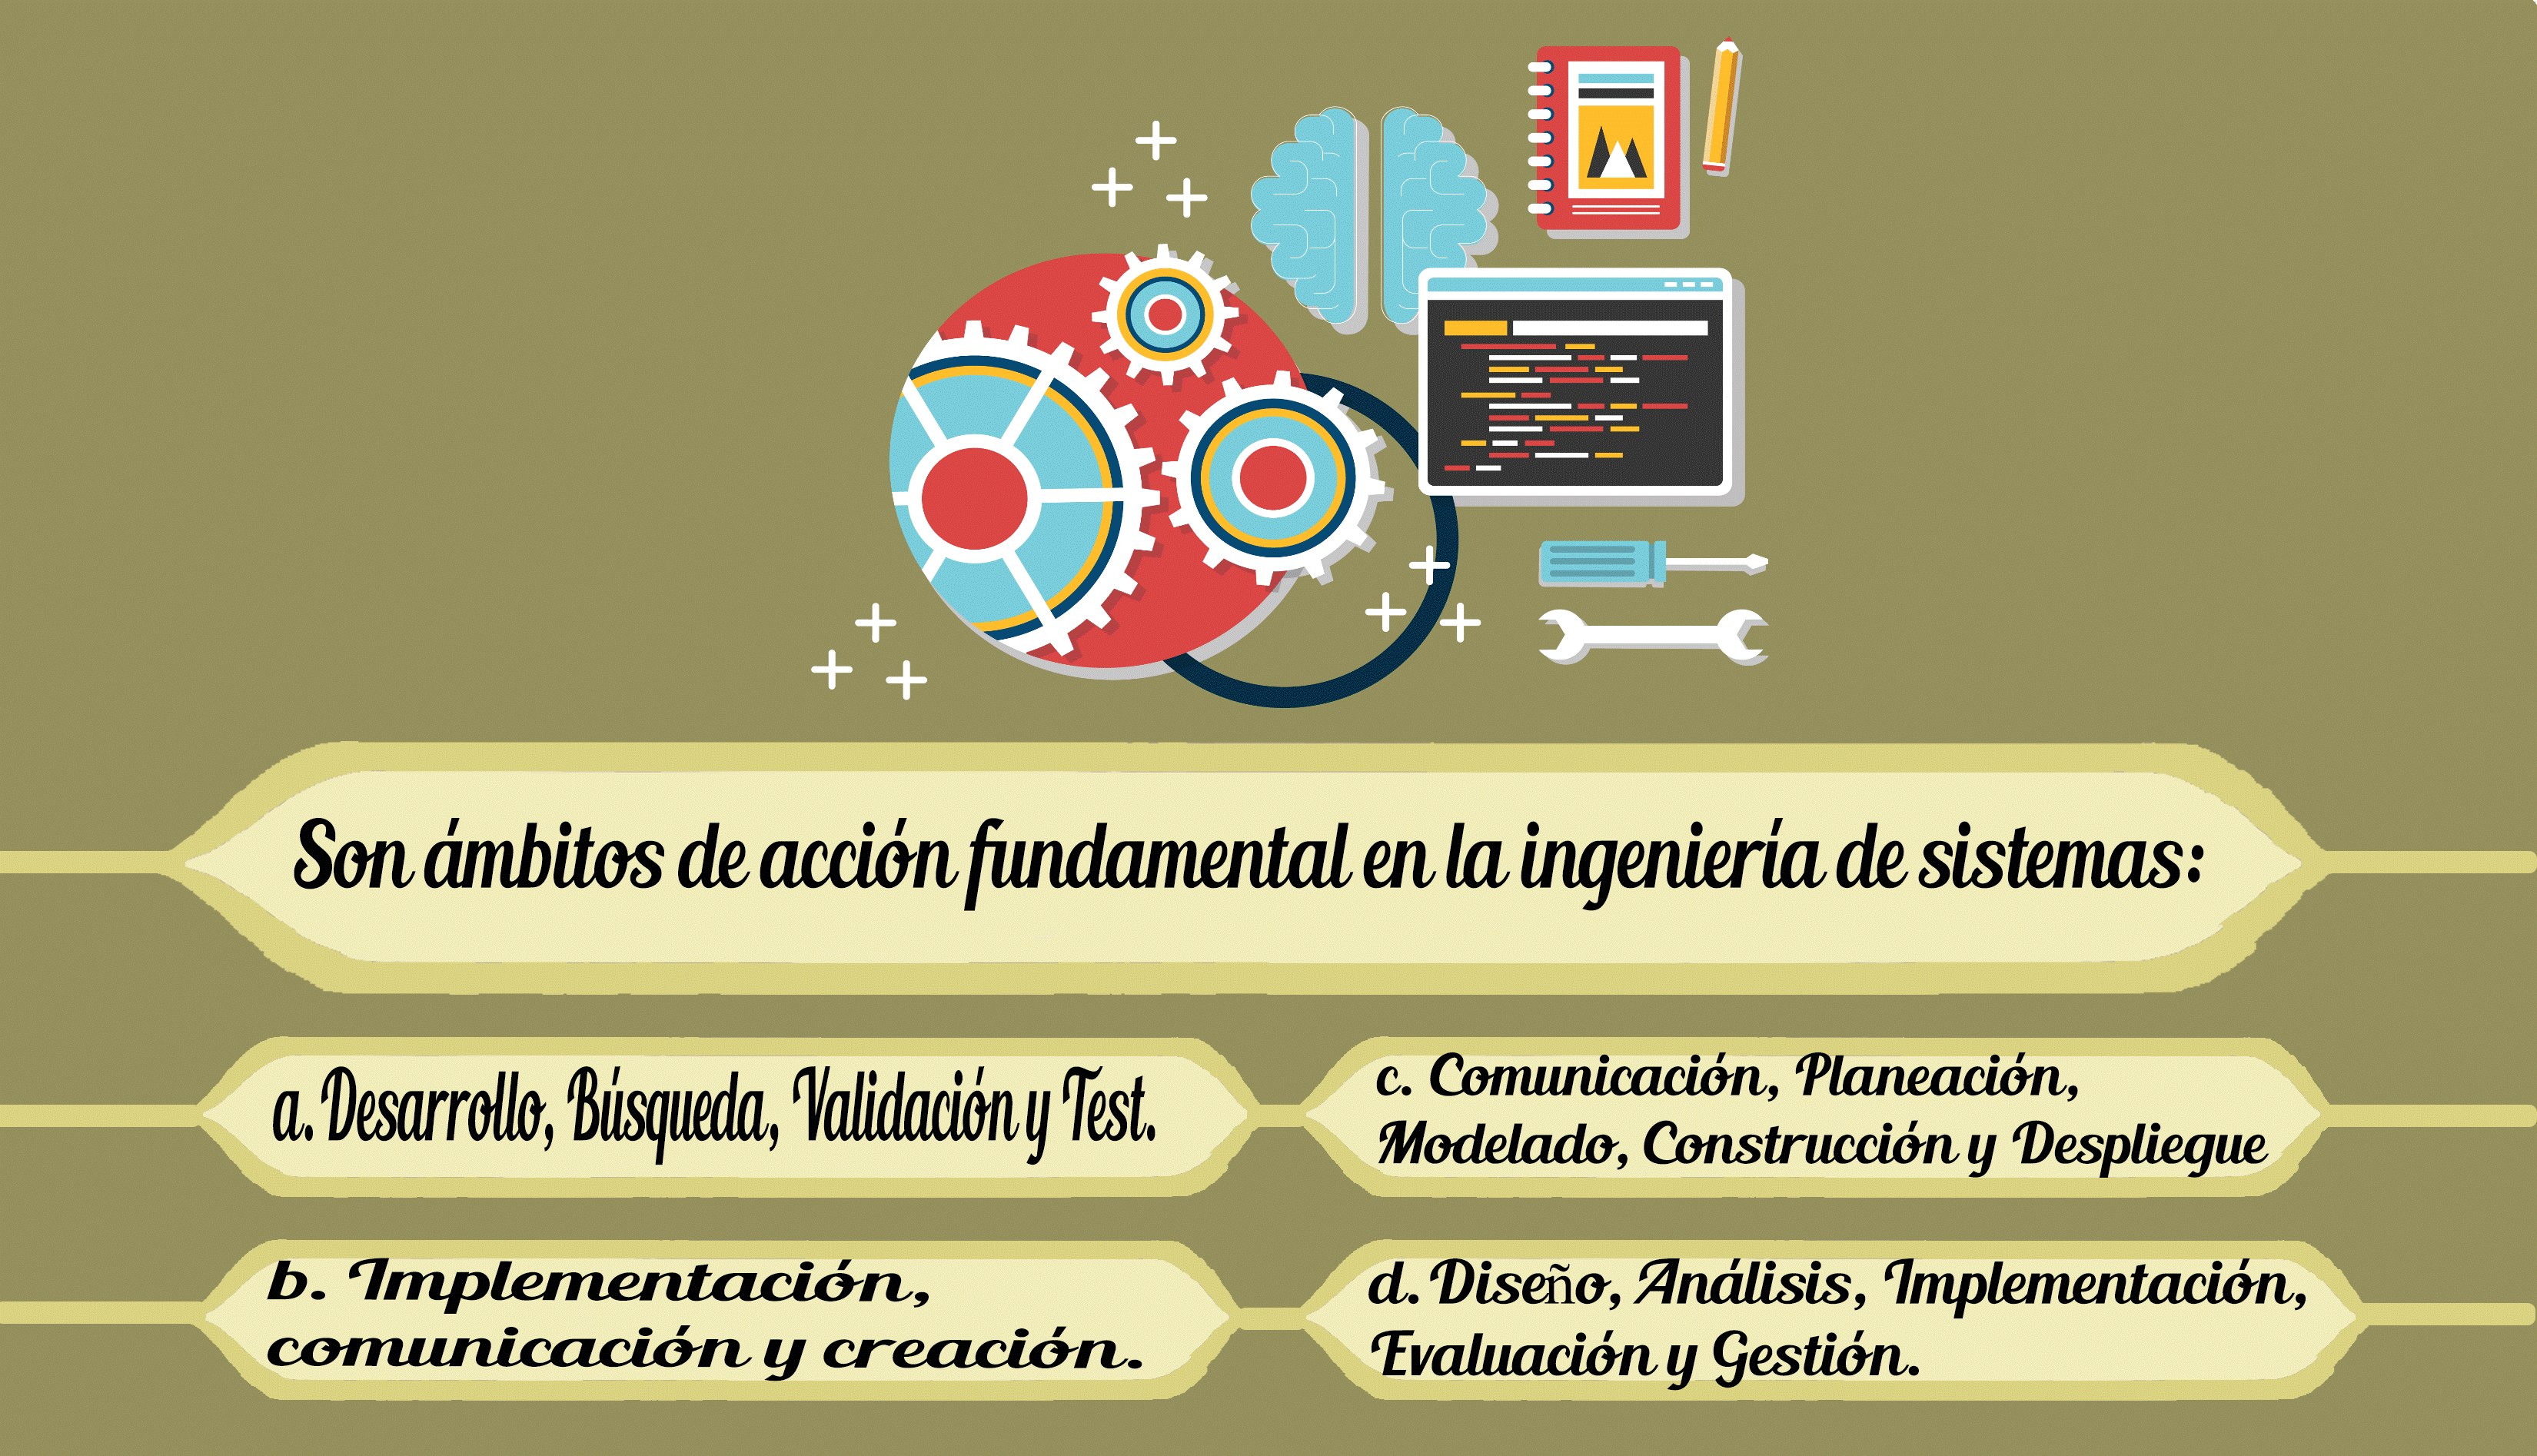 Son ámbitos de acción fundamental en la ingeniería de sistemas:
a. Desarrollo, Búsqueda, Validación y Test.
b. Implementación,
comunicación y creación.
c. Comunicación, Planeación,
Modelado, Construcción y Despliegue
d. Diseño, Análisis, Implementación,
Evaluación y Gestión.